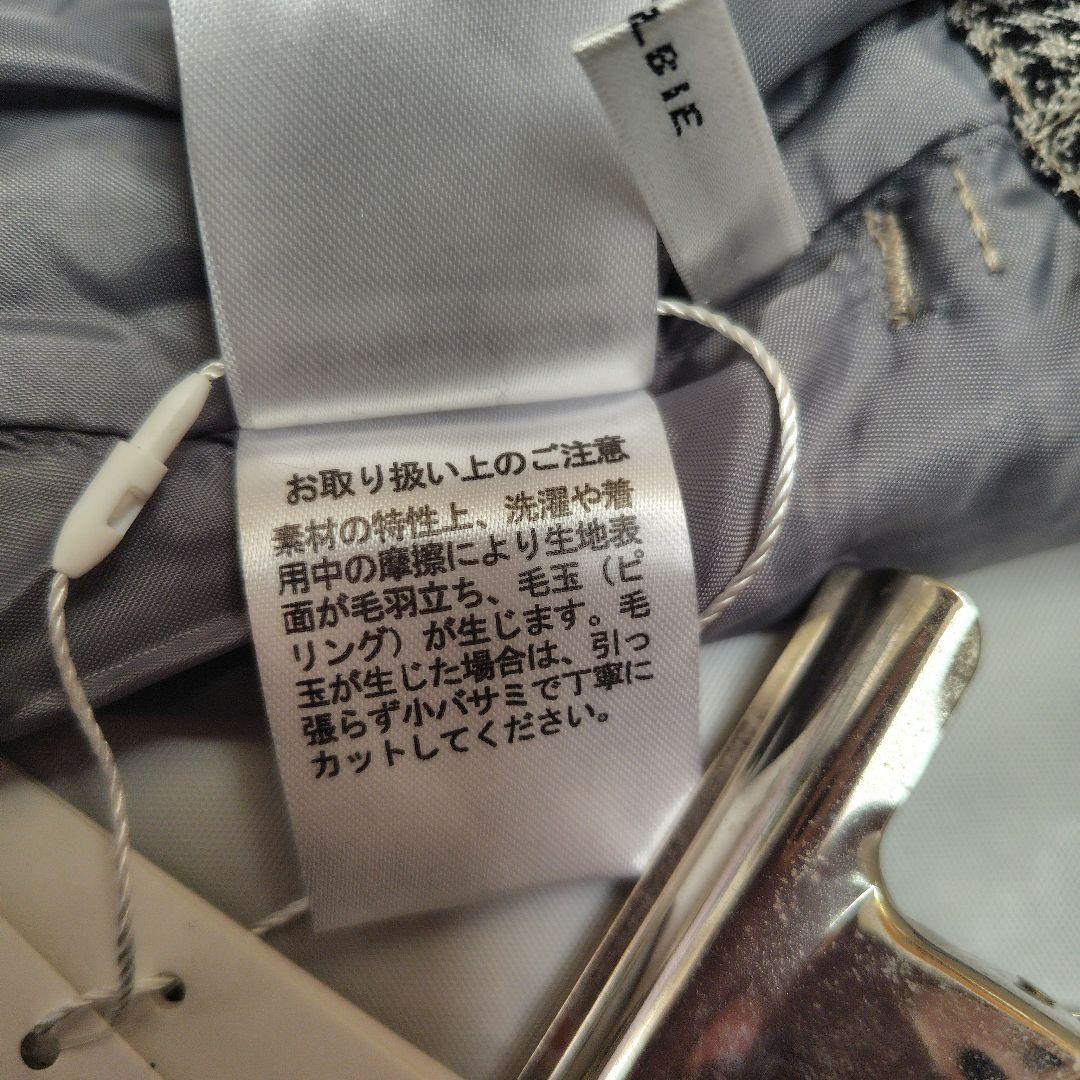 LBIE
お取り扱い上のご注意
素材の特性上、洗濯や着
用中の摩擦により生地表
面が毛羽立ち、毛玉（ピ
リング）が生じます。毛
玉が生じた場合は、引っ
張らず小バサミで丁寧に
カットしてください。